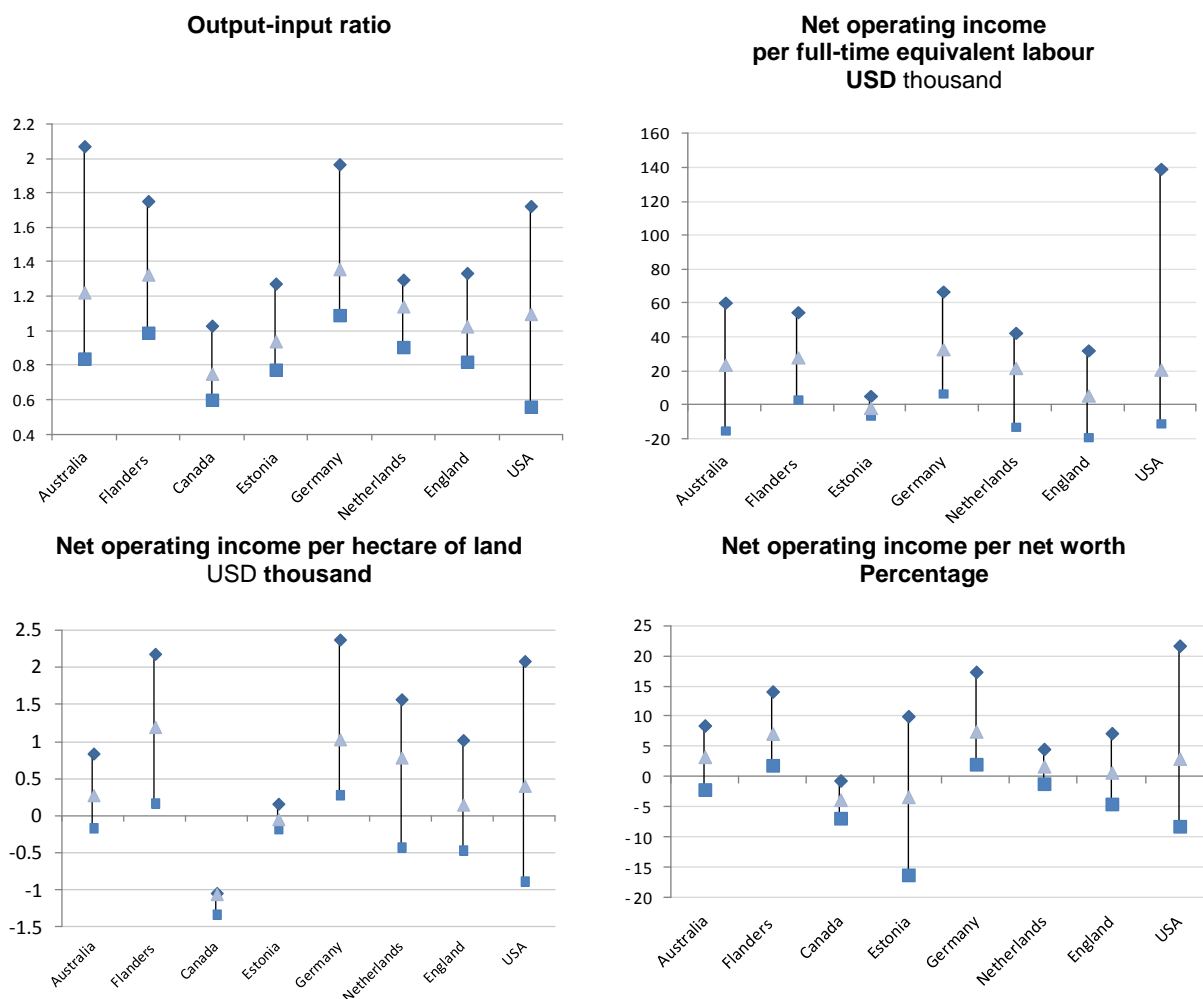 Output-input ratio
2.2
2
1.8
1.6
1.4
1.2
1
0.8
0.6
0.4
Australia
Flanders
Canada
Estonia
Germany
Netherlands
England
USA
Net operating income
per full-time equivalent labour
USD thousand
160
140
120
100
80
60
40
20
0
-20
Australia
Flanders
Estonia
Germany
Netherlands
England
USA
Net operating income per hectare of land
USD thousand
2.5
2
1.5
1
0.5
0
-0.5
-1
-1.5
Australia
Flanders
Canada
Estonia
Germany
Netherlands
England
USA
Net operating income per net worth
Percentage
25
20
15
10
5
0
-5
-10
-15
-20
Australia
Flanders
Canada
Estonia
Germany
Netherlands
England
USA